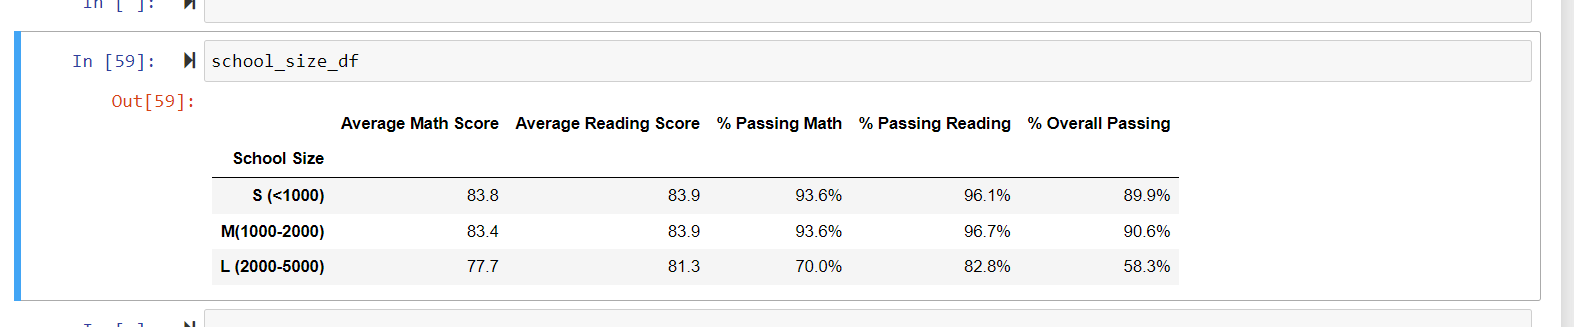 In [ ]:
In [59]: school_size_df
Out[59]:
Average Math Score Average Reading Score % Passing Math % Passing Reading % Overall Passing
School Size
S (<1000) 83.8 83.9 93.6% 96.1% 89.9%
M(1000-2000) 83.4 83.9 93.6% 96.7% 90.6%
L (2000-5000) 77.7 81.3 70.0% 82.8% 58.3%
In [ ]: